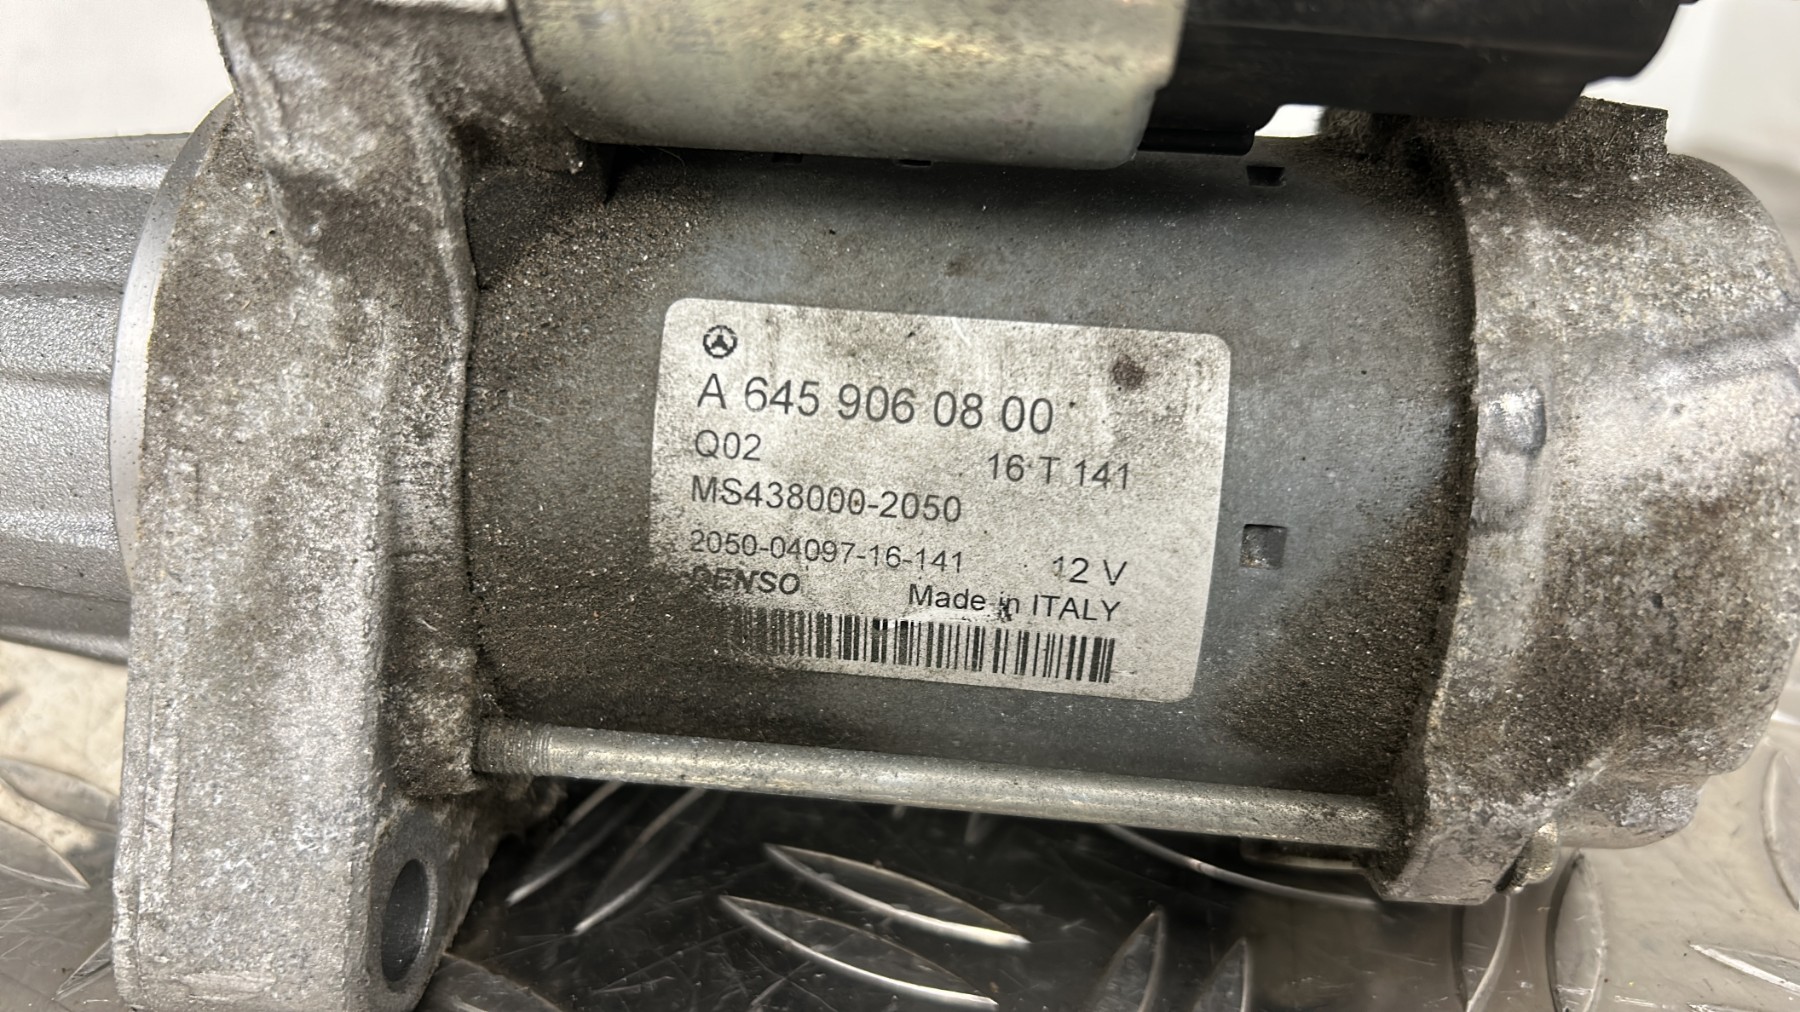 A 645 906 08 00
Q02 16 T 141
MS438000-2050
2050-04097-16-141 12 V
DENSO Made in ITALY